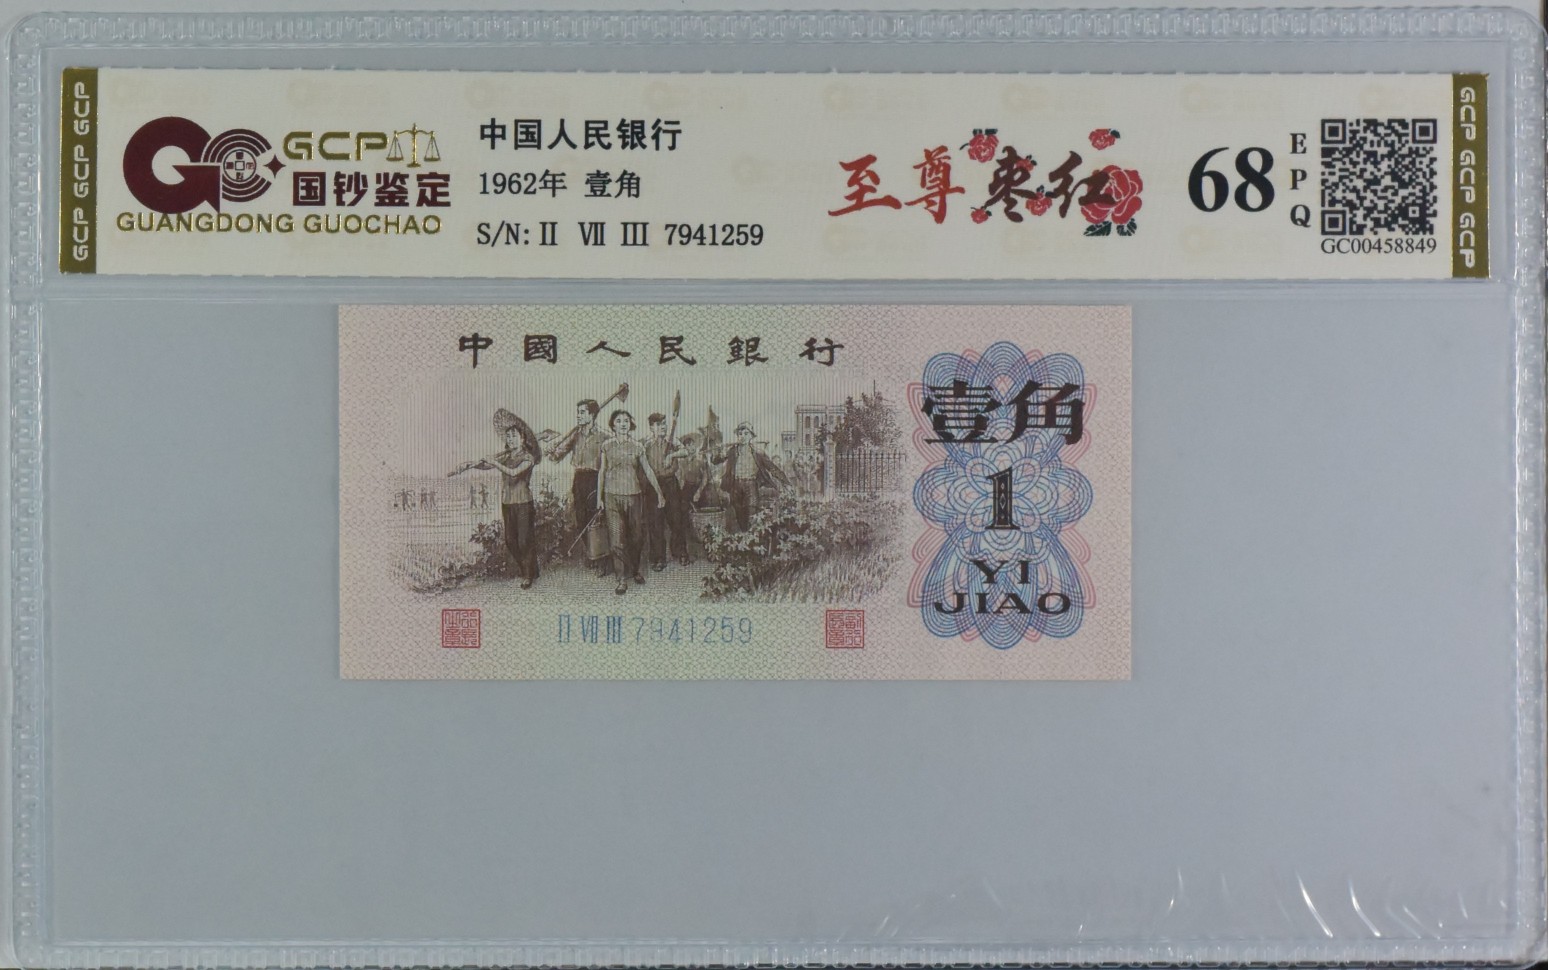 GCP GCP GCP
GCP
国钞鉴定
GUANGDONG GUOCHAO
中国人民银行
1962年 壹角
S/N: II VII III 7941259
至尊枣红
68
EPQ
GC00458849
GCP GCP GCP
中國人民銀行
壹角
1
YI
JIAO
II VII III 7941259